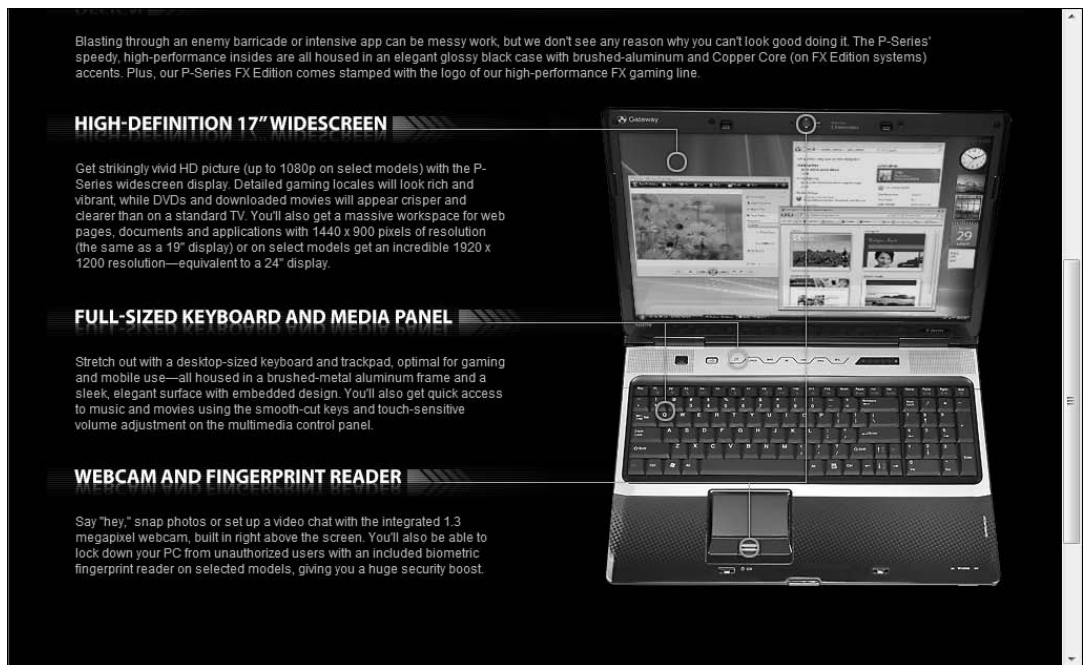 Blasting through an enemy barricade or intensive app can be messy work, but we don't see any reason why you can't look good doing it. The P-Series'
speedy, high-performance insides are all housed in an elegant glossy black case with brushed-aluminum and Copper Core (on FX Edition systems)
accents. Plus, our P-Series FX Edition comes stamped with the logo of our high-performance FX gaming line.
HIGH-DEFINITION 17" WIDESCREEN
Get strikingly vivid HD picture (up to 1080p on select models) with the P-
Series widescreen display. Detailed gaming locales will look rich and
vibrant, while DVDs and downloaded movies will appear crisper and
clearer than on a standard TV. You'll also get a massive workspace for web
pages, documents and applications with 1440 x 900 pixels of resolution
(the same as a 19" display) or on select models get an incredible 1920 x
1200 resolution—equivalent to a 24" display.
FULL-SIZED KEYBOARD AND MEDIA PANEL
Stretch out with a desktop-sized keyboard and trackpad, optimal for gaming
and mobile use—all housed in a brushed-metal aluminum frame and a
sleek, elegant surface with embedded design. You'll also get quick access
to music and movies using the smooth-cut keys and touch-sensitive
volume adjustment on the multimedia control panel.
WEBCAM AND FINGERPRINT READER
Say "hey," snap photos or set up a video chat with the integrated 1.3
megapixel webcam, built in right above the screen. You'll also be able to
lock down your PC from unauthorized users with an included biometric
fingerprint reader on selected models, giving you a huge security boost.
Gateway
29
Q W E R T Y U I O P
A S D F G H J K L
Z X C V B N M